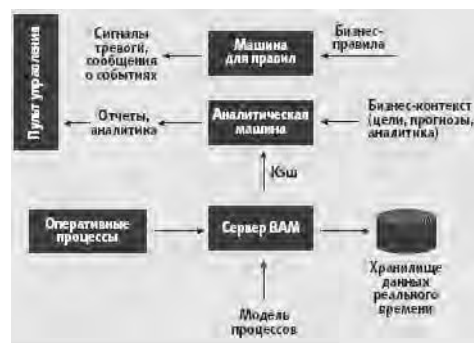 Пульт управления
Сигналы
тревоги,
сообщения
о событиях
Машина
для правил
Бизнес-
правила
Отчеты,
аналитика
Аналитическая
машина
Бизнес-контекст
(цели, прогнозы,
аналитика)
Кэш
Оперативные
процессы
Сервер BAM
Хранилище
данных
реального
времени
Модель
процессов